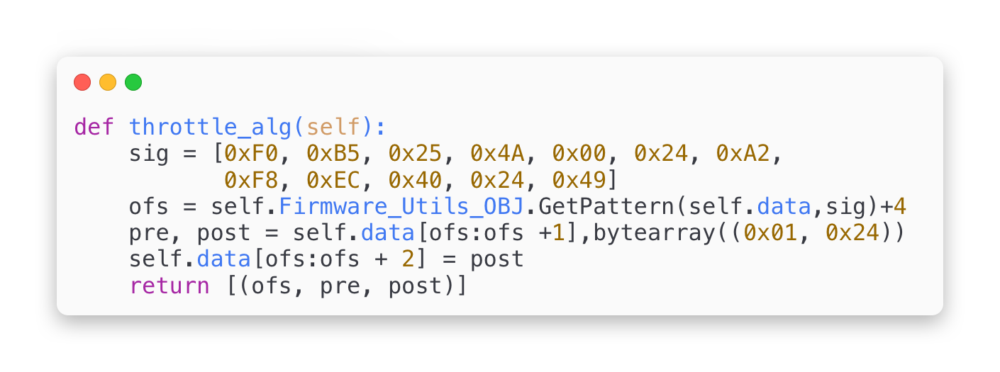 def throttle_alg(self):
    sig = [0xF0, 0xB5, 0x25, 0x4A, 0x00, 0x24, 0xA2,
           0xF8, 0xEC, 0x40, 0x24, 0x49]
    ofs = self.Firmware_Utils_OBJ.GetPattern(self.data,sig)+4
    pre, post = self.data[ofs:ofs +1],bytearray((0x01, 0x24))
    self.data[ofs:ofs + 2] = post
    return [(ofs, pre, post)]